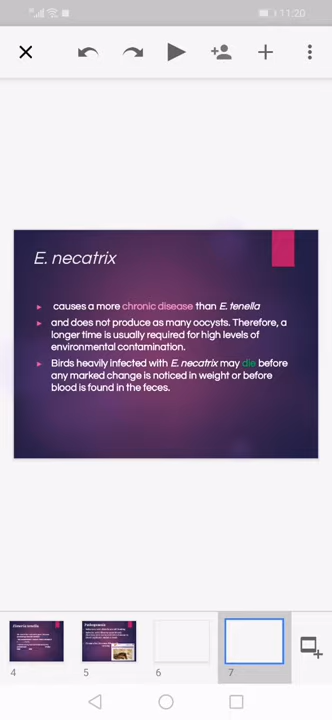 11:20
E. necatrix
causes a more chronic disease than E. tenella
and does not produce as many oocysts. Therefore, a
longer time is usually required for high levels of
environmental contamination.
Birds heavily infected with E. necatrix may die before
any marked change is noticed in weight or before
blood is found in the feces.
4
5
6
7